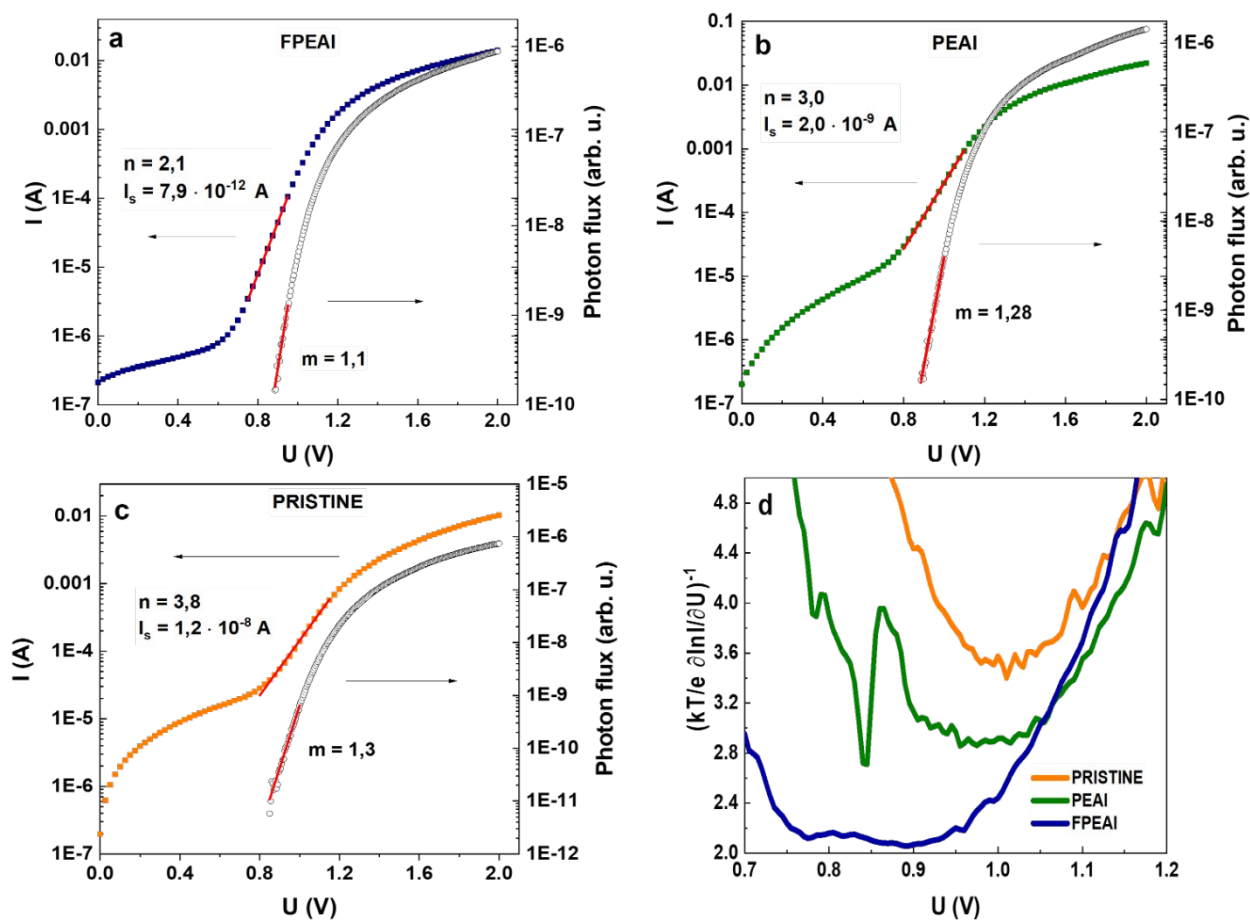 a
FPEAI
n = 2,1
I_s = 7,9 · 10^-12 A
m = 1,1
0.01
0.001
1E-4
1E-5
1E-6
1E-7
I (A)
1E-6
1E-7
1E-8
1E-9
1E-10
Photon flux (arb. u.)
0.0 0.4 0.8 1.2 1.6 2.0
U (V)
b
PEAI
n = 3,0
I_s = 2,0 · 10^-9 A
m = 1,28
0.1
0.01
0.001
1E-4
1E-5
1E-6
1E-7
I (A)
1E-6
1E-7
1E-8
1E-9
1E-10
Photon flux (arb. u.)
0.0 0.4 0.8 1.2 1.6 2.0
U (V)
c
PRISTINE
n = 3,8
I_s = 1,2 · 10^-8 A
m = 1,3
0.01
0.001
1E-4
1E-5
1E-6
1E-7
I (A)
1E-5
1E-6
1E-7
1E-8
1E-9
1E-10
1E-11
1E-12
Photon flux (arb. u.)
0.0 0.4 0.8 1.2 1.6 2.0
U (V)
d
4.8
4.4
4.0
3.6
3.2
2.8
2.4
2.0
(kT/e ∂lnI/∂U)^-1
PRISTINE
PEAI
FPEAI
0.7 0.8 0.9 1.0 1.1 1.2
U (V)